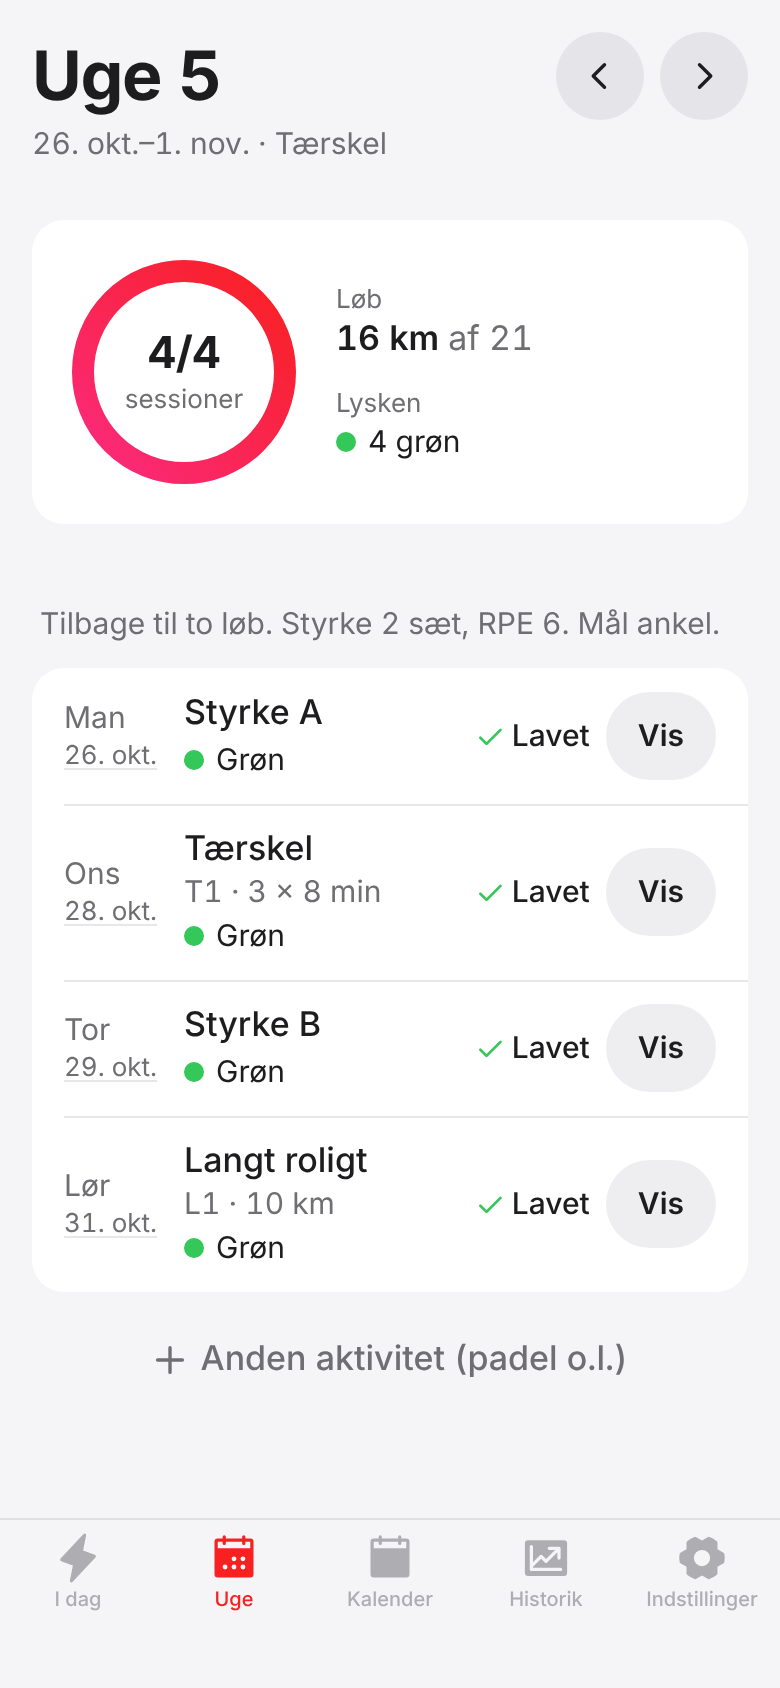 Uge 5
26. okt.–1. nov. · Tærskel
4/4
sessioner
Løb
16 km af 21
Lysken
4 grøn
Tilbage til to løb. Styrke 2 sæt, RPE 6. Mål ankel.
Man
26. okt.
Styrke A
Grøn
Lavet
Vis
Ons
28. okt.
Tærskel
T1 · 3 × 8 min
Grøn
Lavet
Vis
Tor
29. okt.
Styrke B
Grøn
Lavet
Vis
Lør
31. okt.
Langt roligt
L1 · 10 km
Grøn
Lavet
Vis
+ Anden aktivitet (padel o.l.)
I dag
Uge
Kalender
Historik
Indstillinger